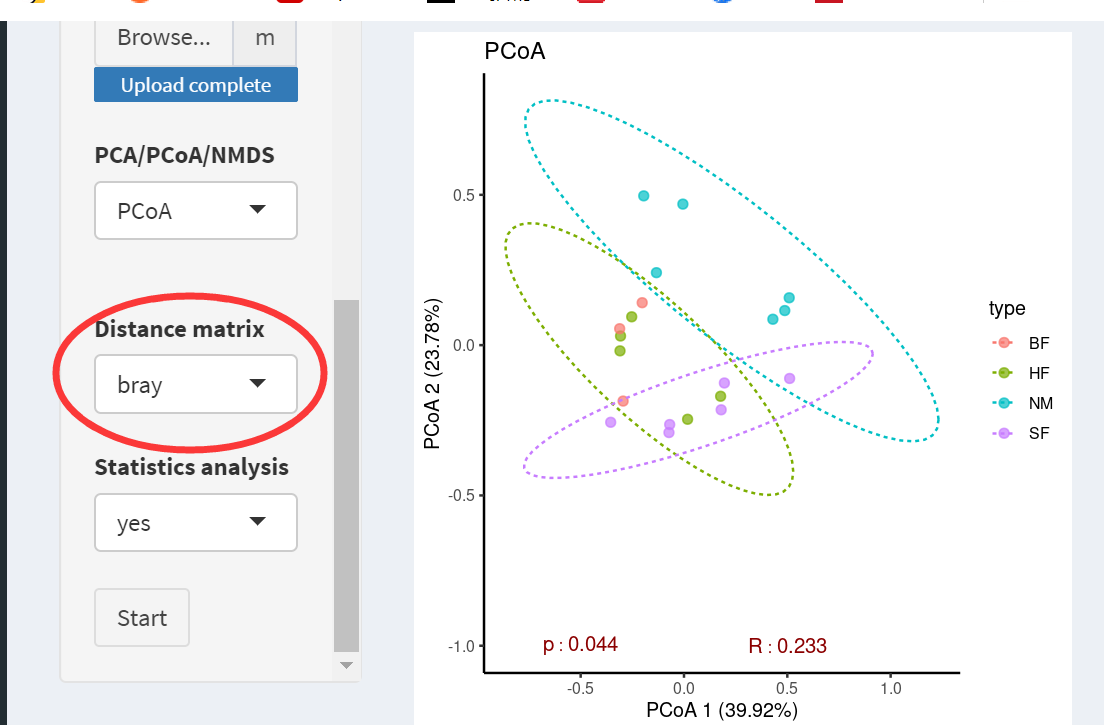 Browse... m
Upload complete
PCA/PCoA/NMDS
PCoA
Distance matrix
bray
Statistics analysis
yes
Start
PCoA
PCoA 2 (23.78%)
0.5
0.0
-0.5
-1.0
p : 0.044 R : 0.233
-0.5 0.0 0.5 1.0
PCoA 1 (39.92%)
type
BF
HF
NM
SF